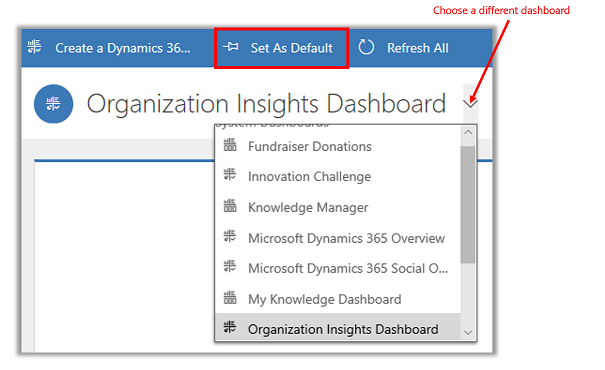 Choose a different dashboard
Create a Dynamics 36... Set As Default Refresh All
Organization Insights Dashboard
System Dashboards
Fundraiser Donations
Innovation Challenge
Knowledge Manager
Microsoft Dynamics 365 Overview
Microsoft Dynamics 365 Social O...
My Knowledge Dashboard
Organization Insights Dashboard